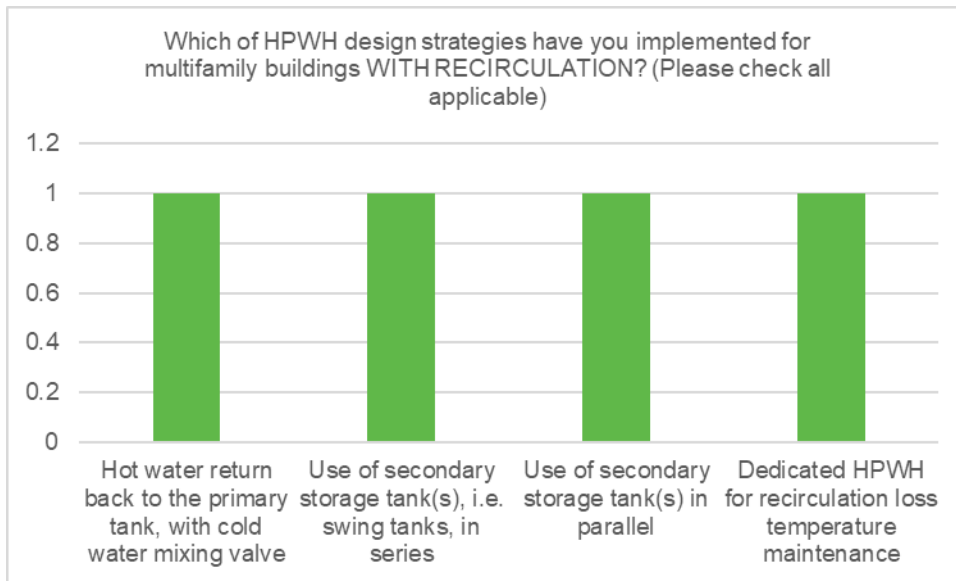 Which of HPWH design strategies have you implemented for
multifamily buildings WITH RECIRCULATION? (Please check all
applicable)
1.2
1
0.8
0.6
0.4
0.2
0
Hot water return
back to the primary
tank, with cold
water mixing valve
Use of secondary
storage tank(s), i.e.
swing tanks, in
series
Use of secondary
storage tank(s) in
parallel
Dedicated HPWH
for recirculation loss
temperature
maintenance